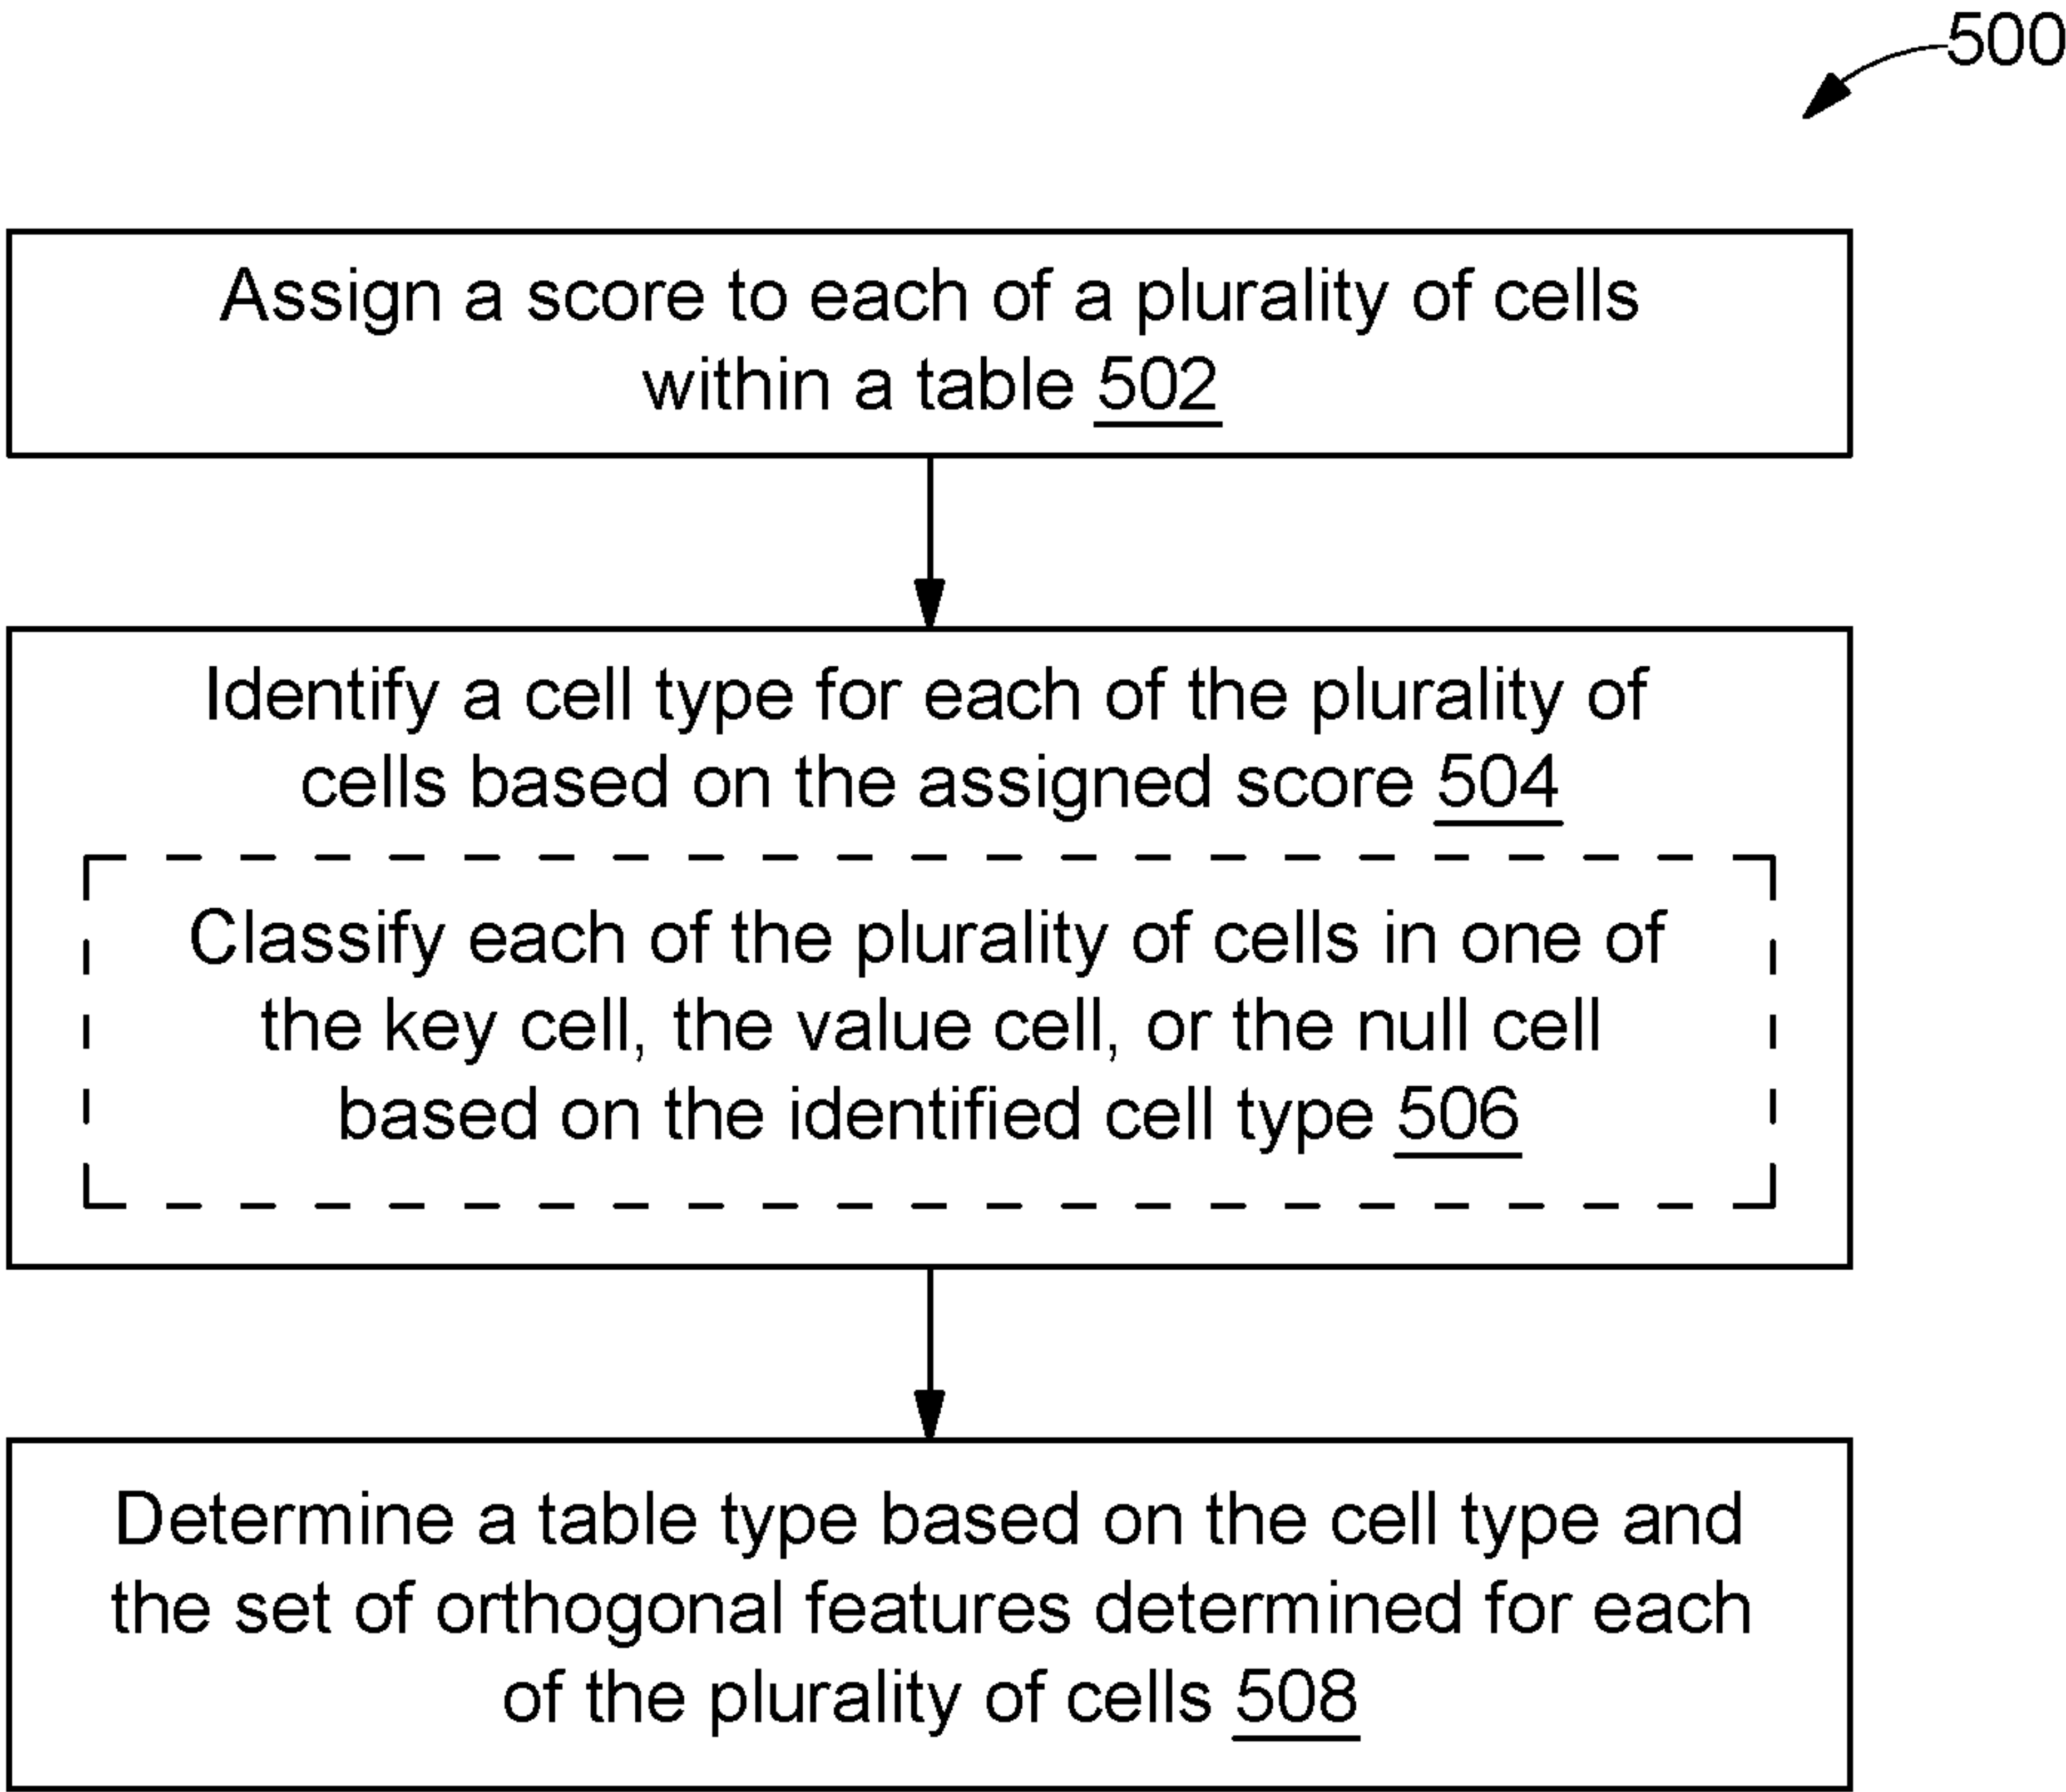 500
Assign a score to each of a plurality of cells
within a table 502
Identify a cell type for each of the plurality of
cells based on the assigned score 504
Classify each of the plurality of cells in one of
the key cell, the value cell, or the null cell
based on the identified cell type 506
Determine a table type based on the cell type and
the set of orthogonal features determined for each
of the plurality of cells 508